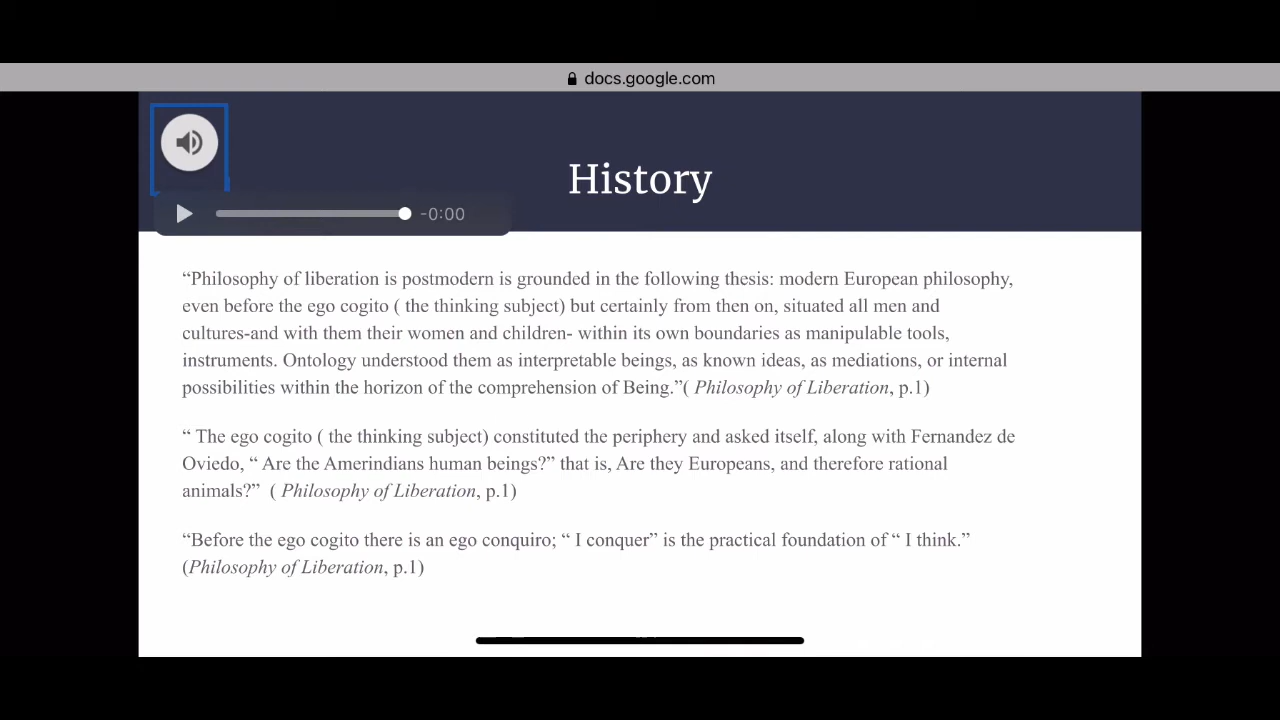 docs.google.com
History
-0:00
“Philosophy of liberation is postmodern is grounded in the following thesis: modern European philosophy,
even before the ego cogito ( the thinking subject) but certainly from then on, situated all men and
cultures-and with them their women and children- within its own boundaries as manipulable tools,
instruments. Ontology understood them as interpretable beings, as known ideas, as mediations, or internal
possibilities within the horizon of the comprehension of Being.”( Philosophy of Liberation, p.1)
“ The ego cogito ( the thinking subject) constituted the periphery and asked itself, along with Fernandez de
Oviedo, “ Are the Amerindians human beings?” that is, Are they Europeans, and therefore rational
animals?”  ( Philosophy of Liberation, p.1)
“Before the ego cogito there is an ego conquiro; “ I conquer” is the practical foundation of “ I think.”
(Philosophy of Liberation, p.1)